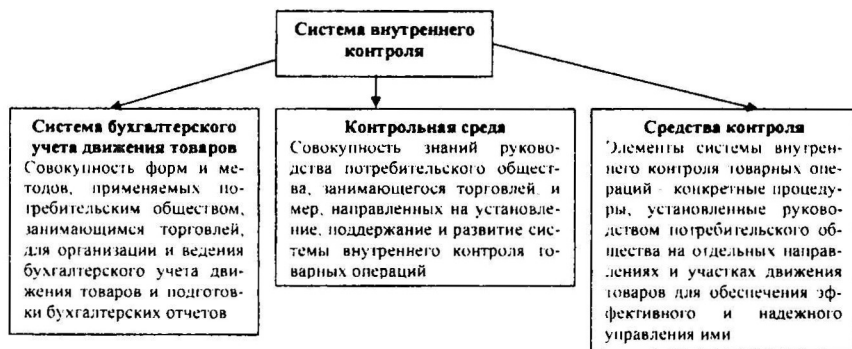 Система внутреннего
контроля
Система бухгалтерского
учета движения товаров
Совокупность форм и ме-
тодов, применяемых по-
требительским обществом,
занимающимся торговлей,
для организации и ведения
бухгалтерского учета дви-
жения товаров и подготов-
ки бухгалтерских отчетов
Контрольная среда
Совокупность знаний руково-
дства потребительского общест-
ва, занимающегося торговлей, и
мер, направленных на установле-
ние, поддержание и развитие сис-
темы внутреннего контроля то-
варных операций
Средства контроля
Элементы системы внутрен-
него контроля товарных опе-
раций - конкретные процеду-
ры, установленные руково-
дством потребительского об-
щества на отдельных направ-
лениях и участках движения
товаров для обеспечения эф-
фективного и надежного
управления ими